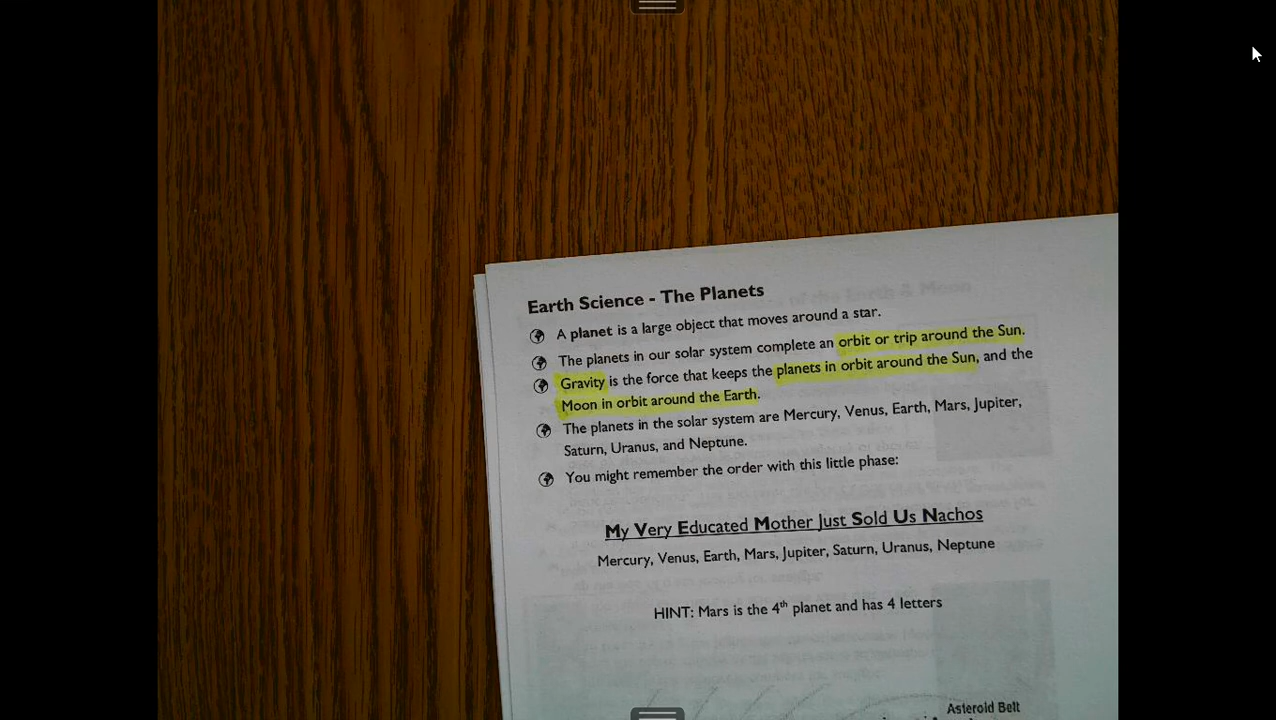 Earth Science - The Planets
A planet is a large object that moves around a star.
The planets in our solar system complete an orbit or trip around the Sun.
Gravity is the force that keeps the planets in orbit around the Sun, and the
Moon in orbit around the Earth.
The planets in the solar system are Mercury, Venus, Earth, Mars, Jupiter,
Saturn, Uranus, and Neptune.
You might remember the order with this little phase:
My Very Educated Mother Just Sold Us Nachos
Mercury, Venus, Earth, Mars, Jupiter, Saturn, Uranus, Neptune
HINT: Mars is the 4th planet and has 4 letters
Asteroid Belt